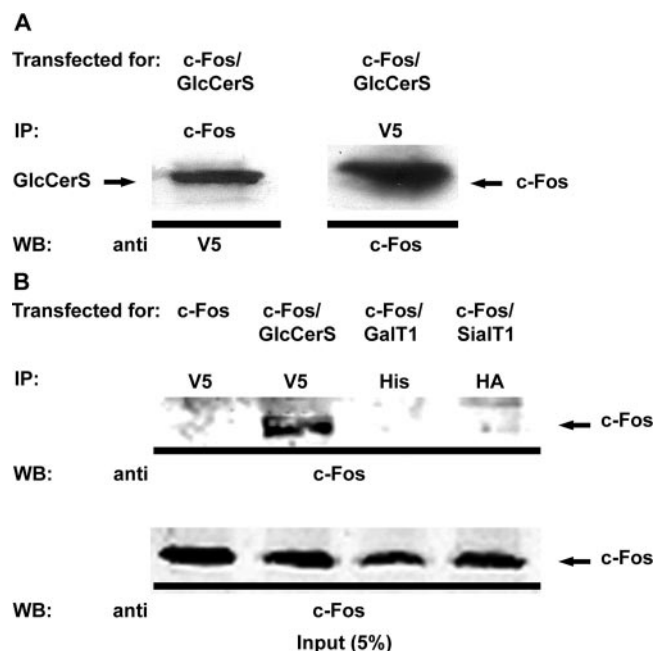 A
Transfected for: c-Fos/ GlcCerS c-Fos/ GlcCerS
IP: c-Fos V5
GlcCerS c-Fos
WB: anti V5 c-Fos
B
Transfected for: c-Fos c-Fos/ GlcCerS c-Fos/ GalT1 c-Fos/ SialT1
IP: V5 V5 His HA
c-Fos
WB: anti c-Fos
c-Fos
WB: anti c-Fos
Input (5%)